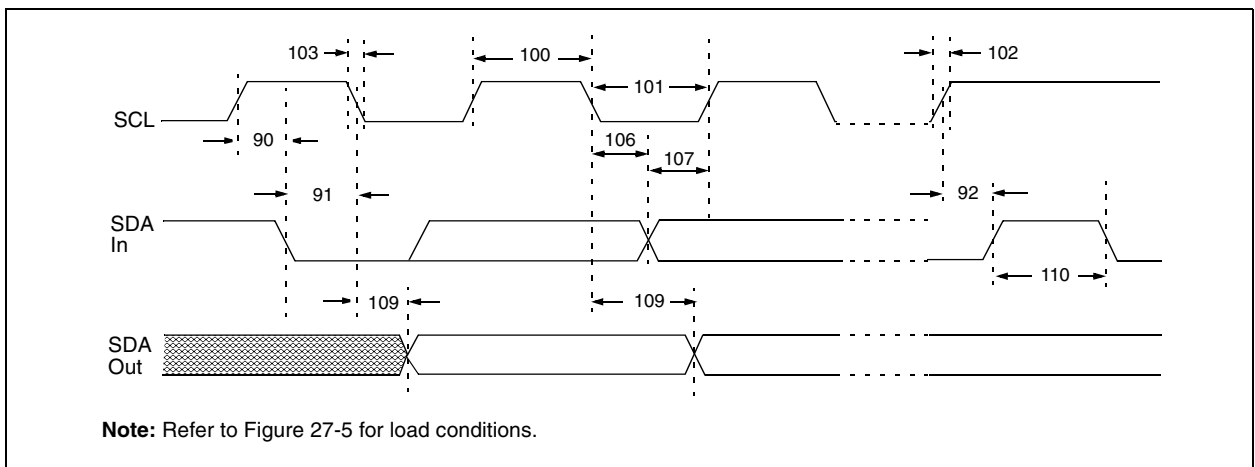 103
100
102
101
SCL
90
106
107
91
92
SDA
In
110
109
109
SDA
Out
Note: Refer to Figure 27-5 for load conditions.